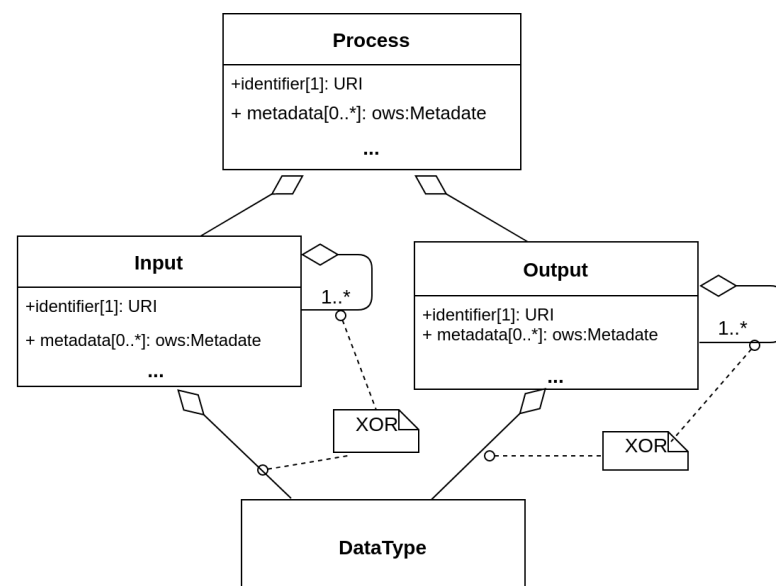 Process
+identifier[1]: URI
+ metadata[0..*]: ows:Metadate
...
Input
+identifier[1]: URI
+ metadata[0..*]: ows:Metadate
...
1..*
Output
+identifier[1]: URI
+ metadata[0..*]: ows:Metadate
...
1..*
XOR
XOR
DataType